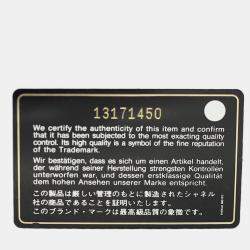 13171450
We certify the authenticity of this item and confirm
that it has been subjected to the most exacting quality
control. Its high quality is a symbol of the fine reputation
of the Trademark.
Wir bestätigen, dass es sich um einen Artikel handelt,
der während seiner Herstellung strengsten Kontrollen
unterworfen war, und dessen erstklassige Qualität
dem hohen Ansehen unserer Marke entspricht.
この製品は厳しい管理のもとに製造されたシャネル
社の商品であることを証明いたします。
このブランド・マークは最高級品質の象徴です。